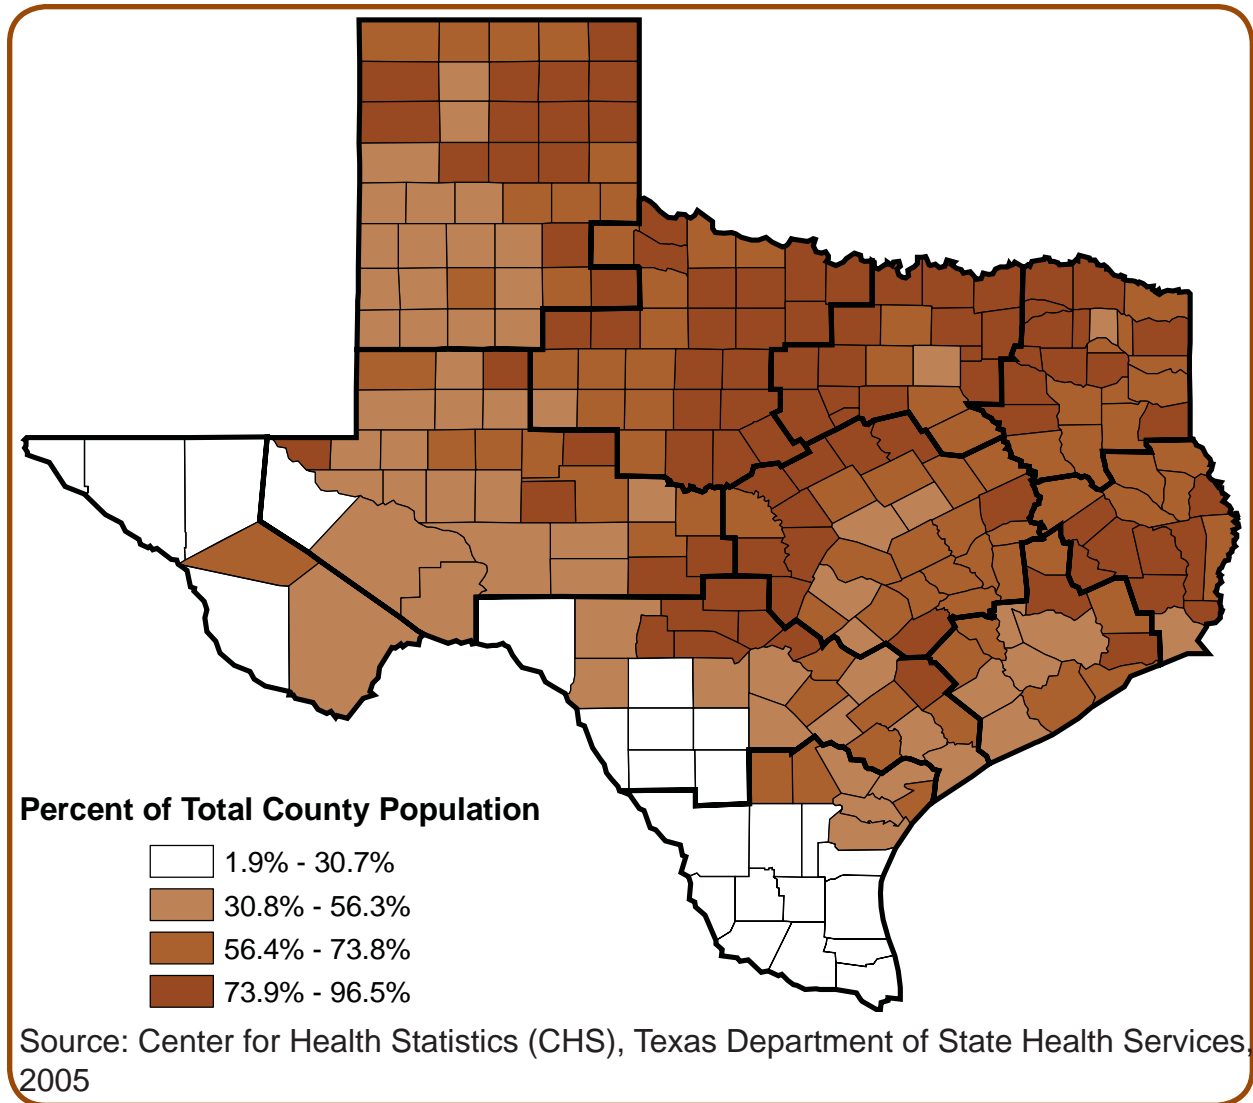 Percent of Total County Population
1.9% - 30.7%
30.8% - 56.3%
56.4% - 73.8%
73.9% - 96.5%
Source: Center for Health Statistics (CHS), Texas Department of State Health Services,
2005